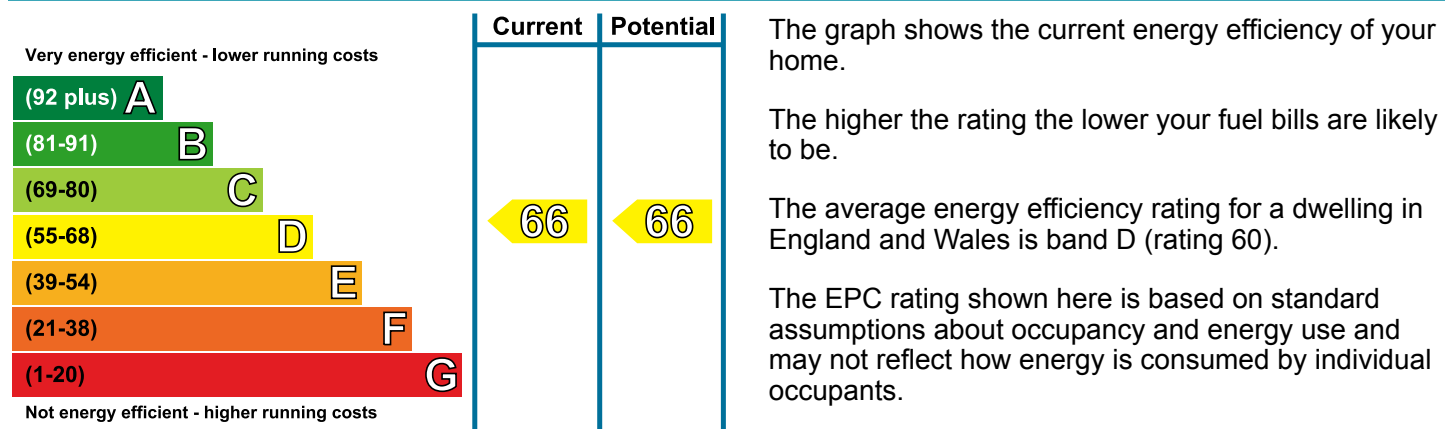 Current Potential
Very energy efficient - lower running costs
(92 plus) A
(81-91) B
(69-80) C
(55-68) D
(39-54) E
(21-38) F
(1-20) G
Not energy efficient - higher running costs
66 66
The graph shows the current energy efficiency of your
home.
The higher the rating the lower your fuel bills are likely
to be.
The average energy efficiency rating for a dwelling in
England and Wales is band D (rating 60).
The EPC rating shown here is based on standard
assumptions about occupancy and energy use and
may not reflect how energy is consumed by individual
occupants.